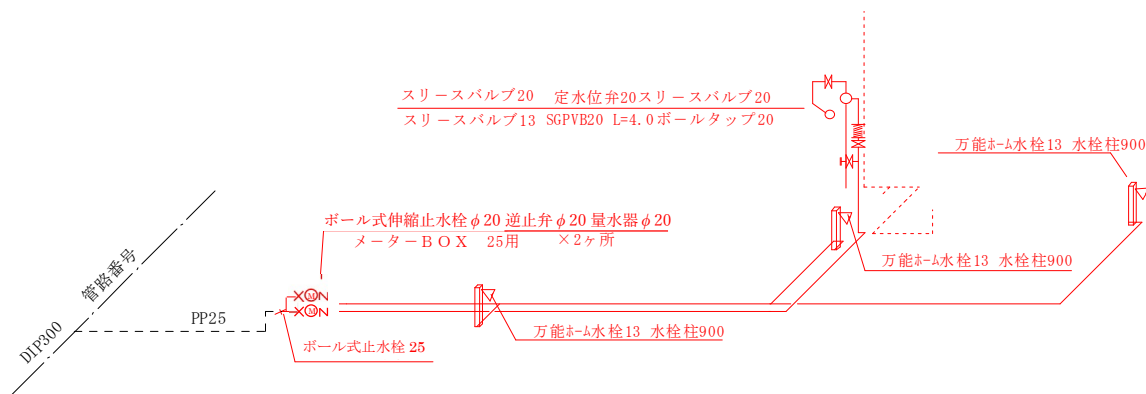 スリースバルブ20 定水位弁20スリースバルブ20
スリースバルブ13 SGPVB20 L=4.0ボールタップ20
万能ホーム水栓13 水栓柱900
ボール式伸縮止水栓φ20 逆止弁φ20 量水器φ20
メーターＢＯＸ 25用 ×2ヶ所
万能ホーム水栓13 水栓柱900
管路番号
DIP300
PP25
M
M
万能ホーム水栓13 水栓柱900
ボール式止水栓25